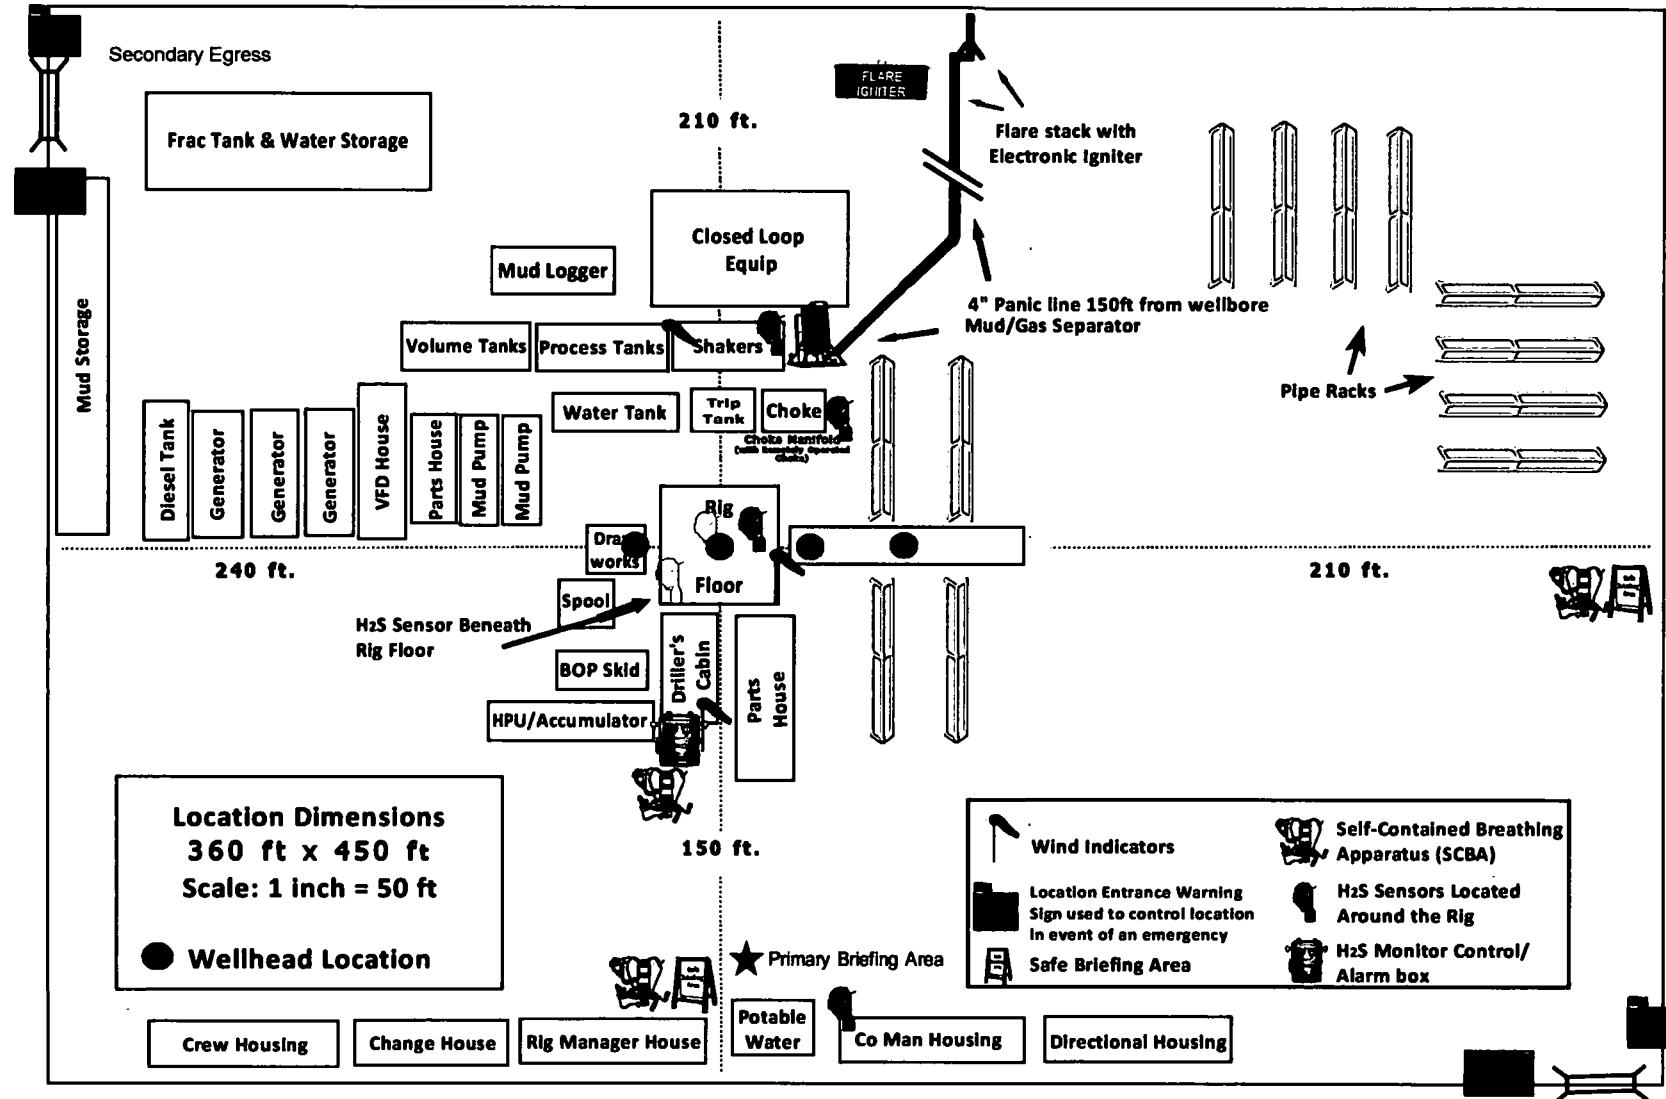 Secondary Egress
FLARE
IGNITER
210 ft.
Frac Tank & Water Storage
Flare stack with
Electronic Igniter
Closed Loop
Equip
Mud Logger
4" Panic line 150ft from wellbore
Mud/Gas Separator
Mud Storage
Volume Tanks
Process Tanks
Shakers
Pipe Racks
Water Tank
Trip
Tank
Choke
Choke Manifold
(with Remotely Operated
Choke)
Diesel Tank
Generator
Generator
Generator
VFD House
Parts House
Mud Pump
Mud Pump
Rig
Floor
Draw
works
240 ft.
210 ft.
Spool
H2S Sensor Beneath
Rig Floor
Driller's
Cabin
Parts
House
BOP Skid
HPU/Accumulator
Location Dimensions
360 ft x 450 ft
Scale: 1 inch = 50 ft
Wellhead Location
150 ft.
Wind Indicators
Location Entrance Warning
Sign used to control location
in event of an emergency
Safe Briefing Area
Self-Contained Breathing
Apparatus (SCBA)
H2S Sensors Located
Around the Rig
H2S Monitor Control/
Alarm box
Primary Briefing Area
Crew Housing
Change House
Rig Manager House
Potable
Water
Co Man Housing
Directional Housing